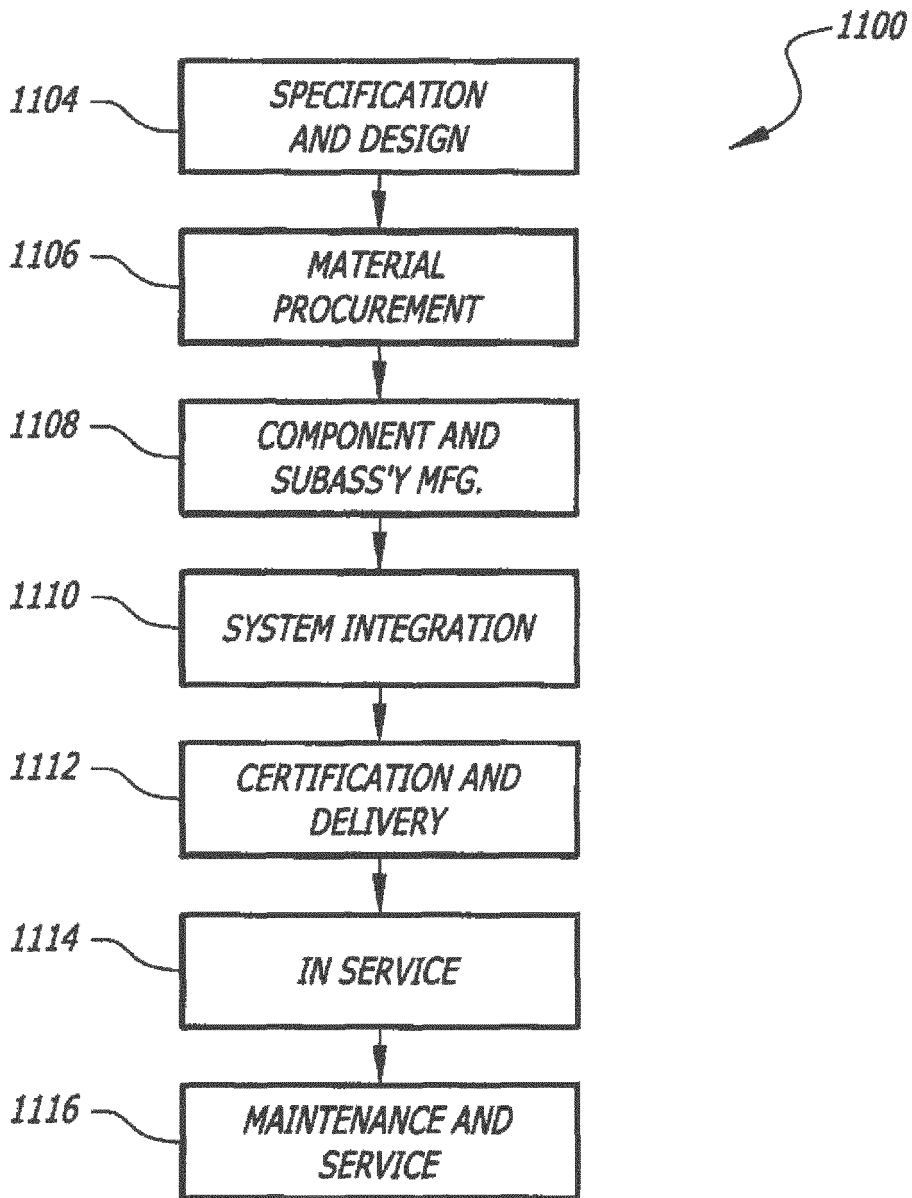 1100
1104
SPECIFICATION
AND DESIGN
1106
MATERIAL
PROCUREMENT
1108
COMPONENT AND
SUBASS'Y MFG.
1110
SYSTEM INTEGRATION
1112
CERTIFICATION AND
DELIVERY
1114
IN SERVICE
1116
MAINTENANCE AND
SERVICE